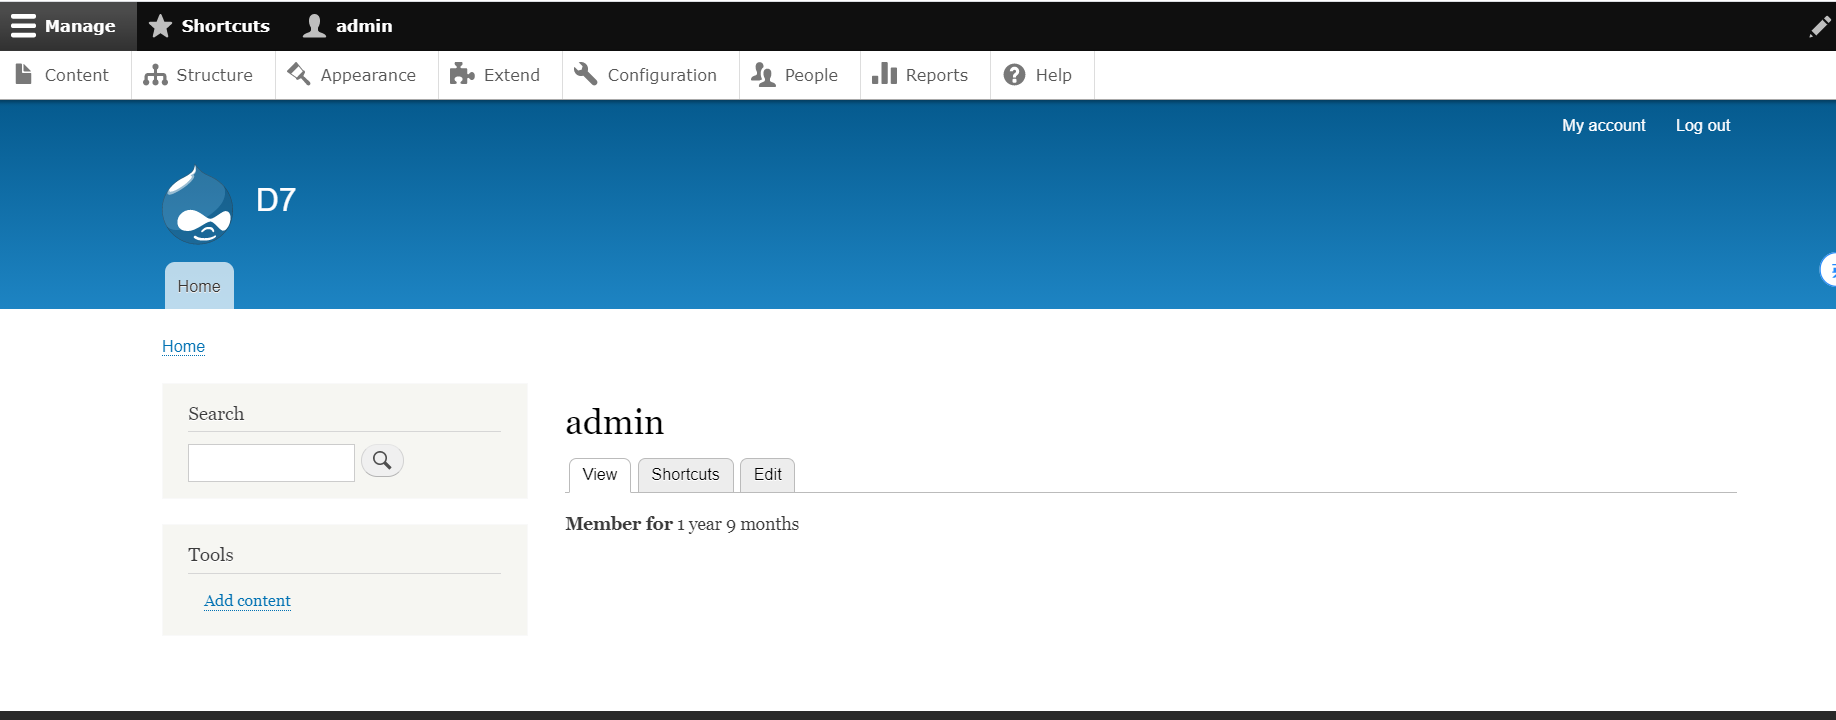 Manage Shortcuts admin
Content Structure Appearance Extend Configuration People Reports Help
My account Log out
D7
Home
Home
Search
admin
View Shortcuts Edit
Member for 1 year 9 months
Tools
Add content